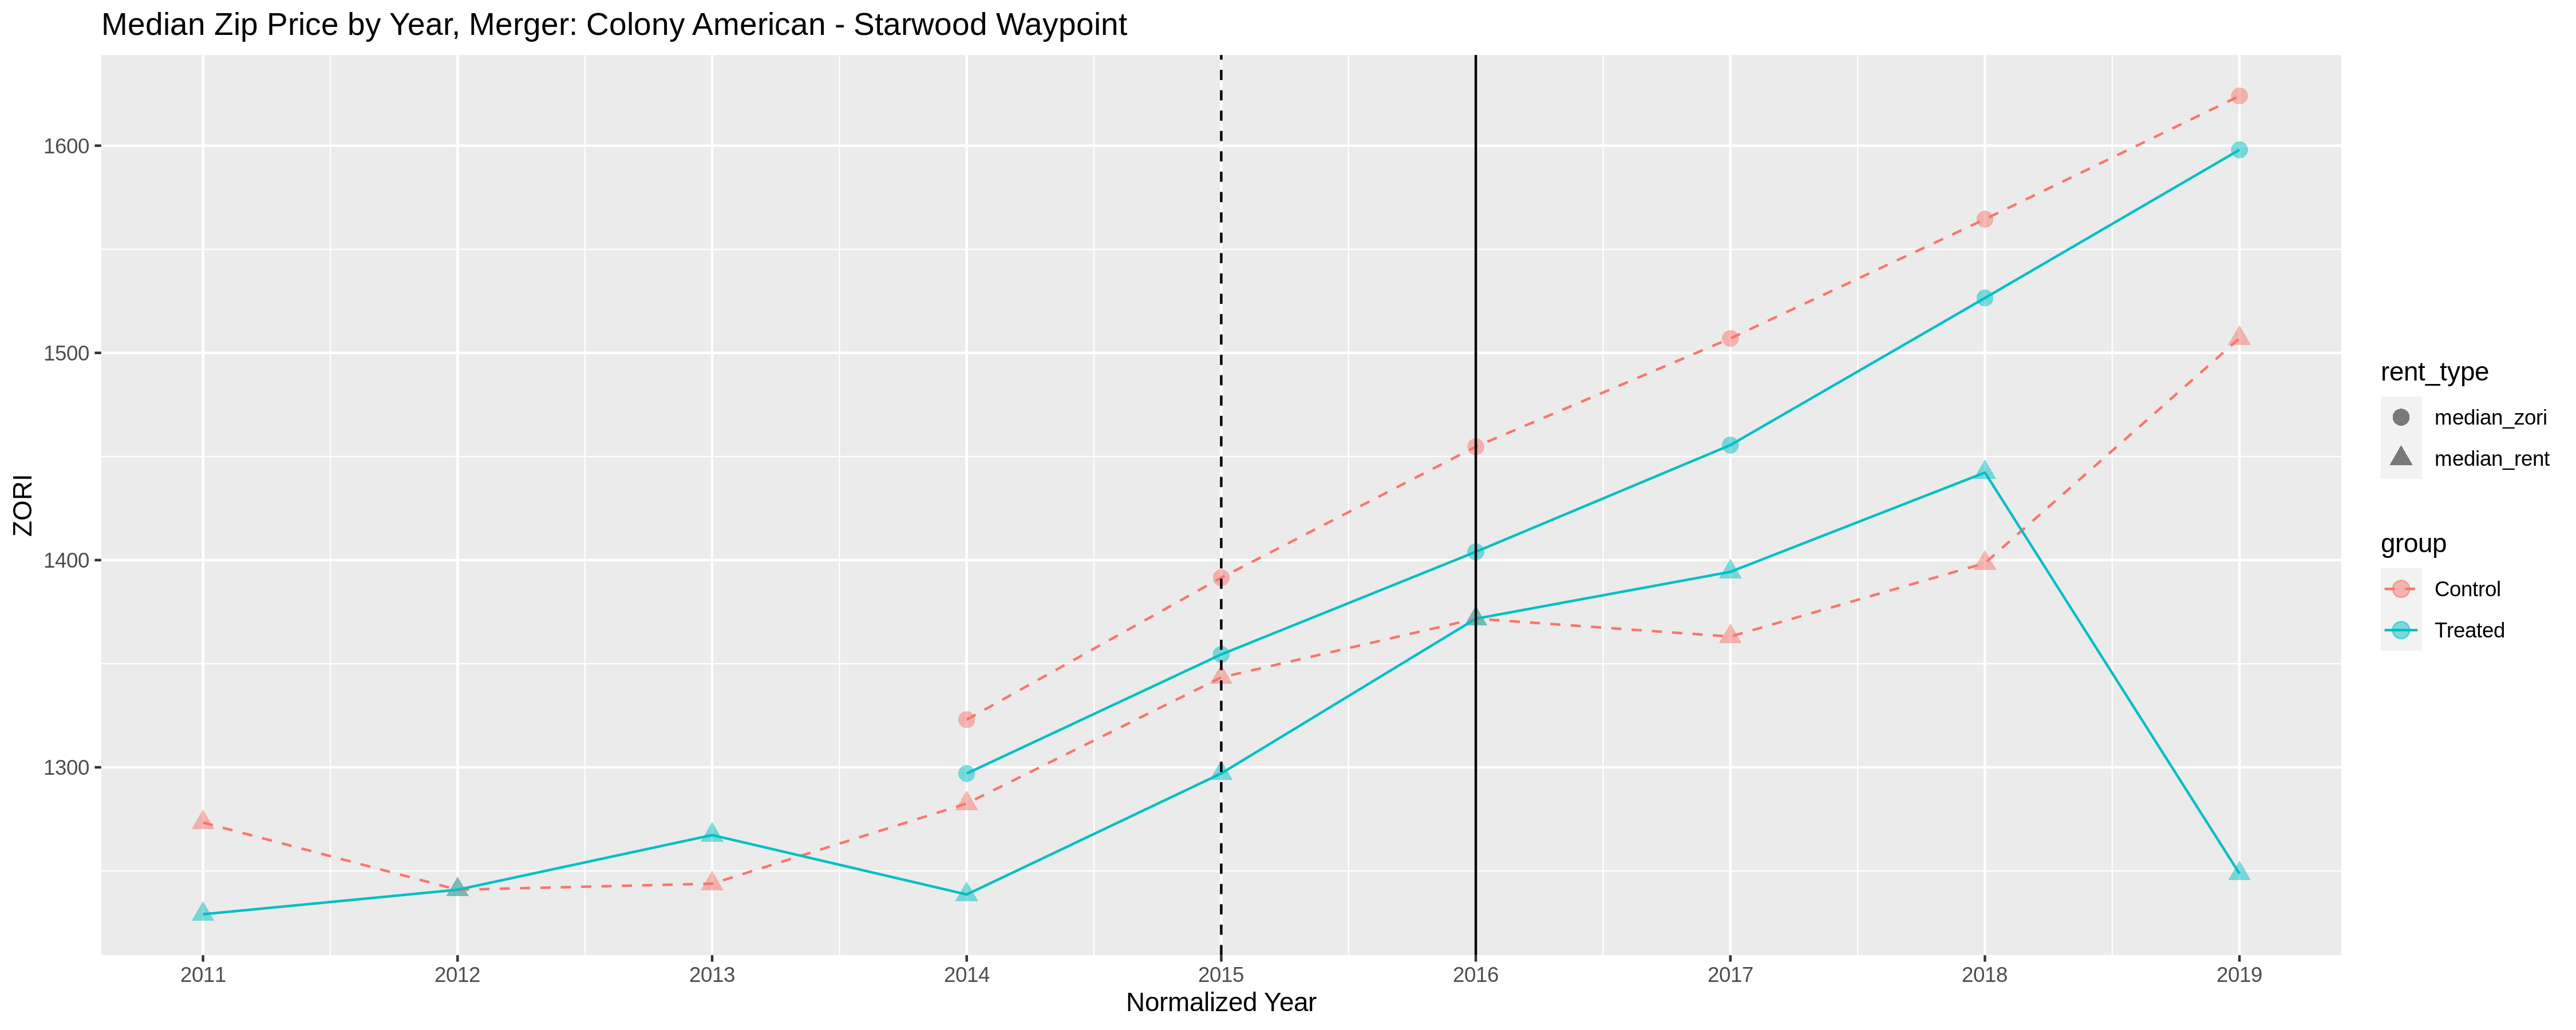 Median Zip Price by Year, Merger: Colony American - Starwood Waypoint
ZORI
1600
1500
1400
1300
2011 2012 2013 2014 2015 2016 2017 2018 2019
Normalized Year
rent_type
median_zori
median_rent
group
Control
Treated